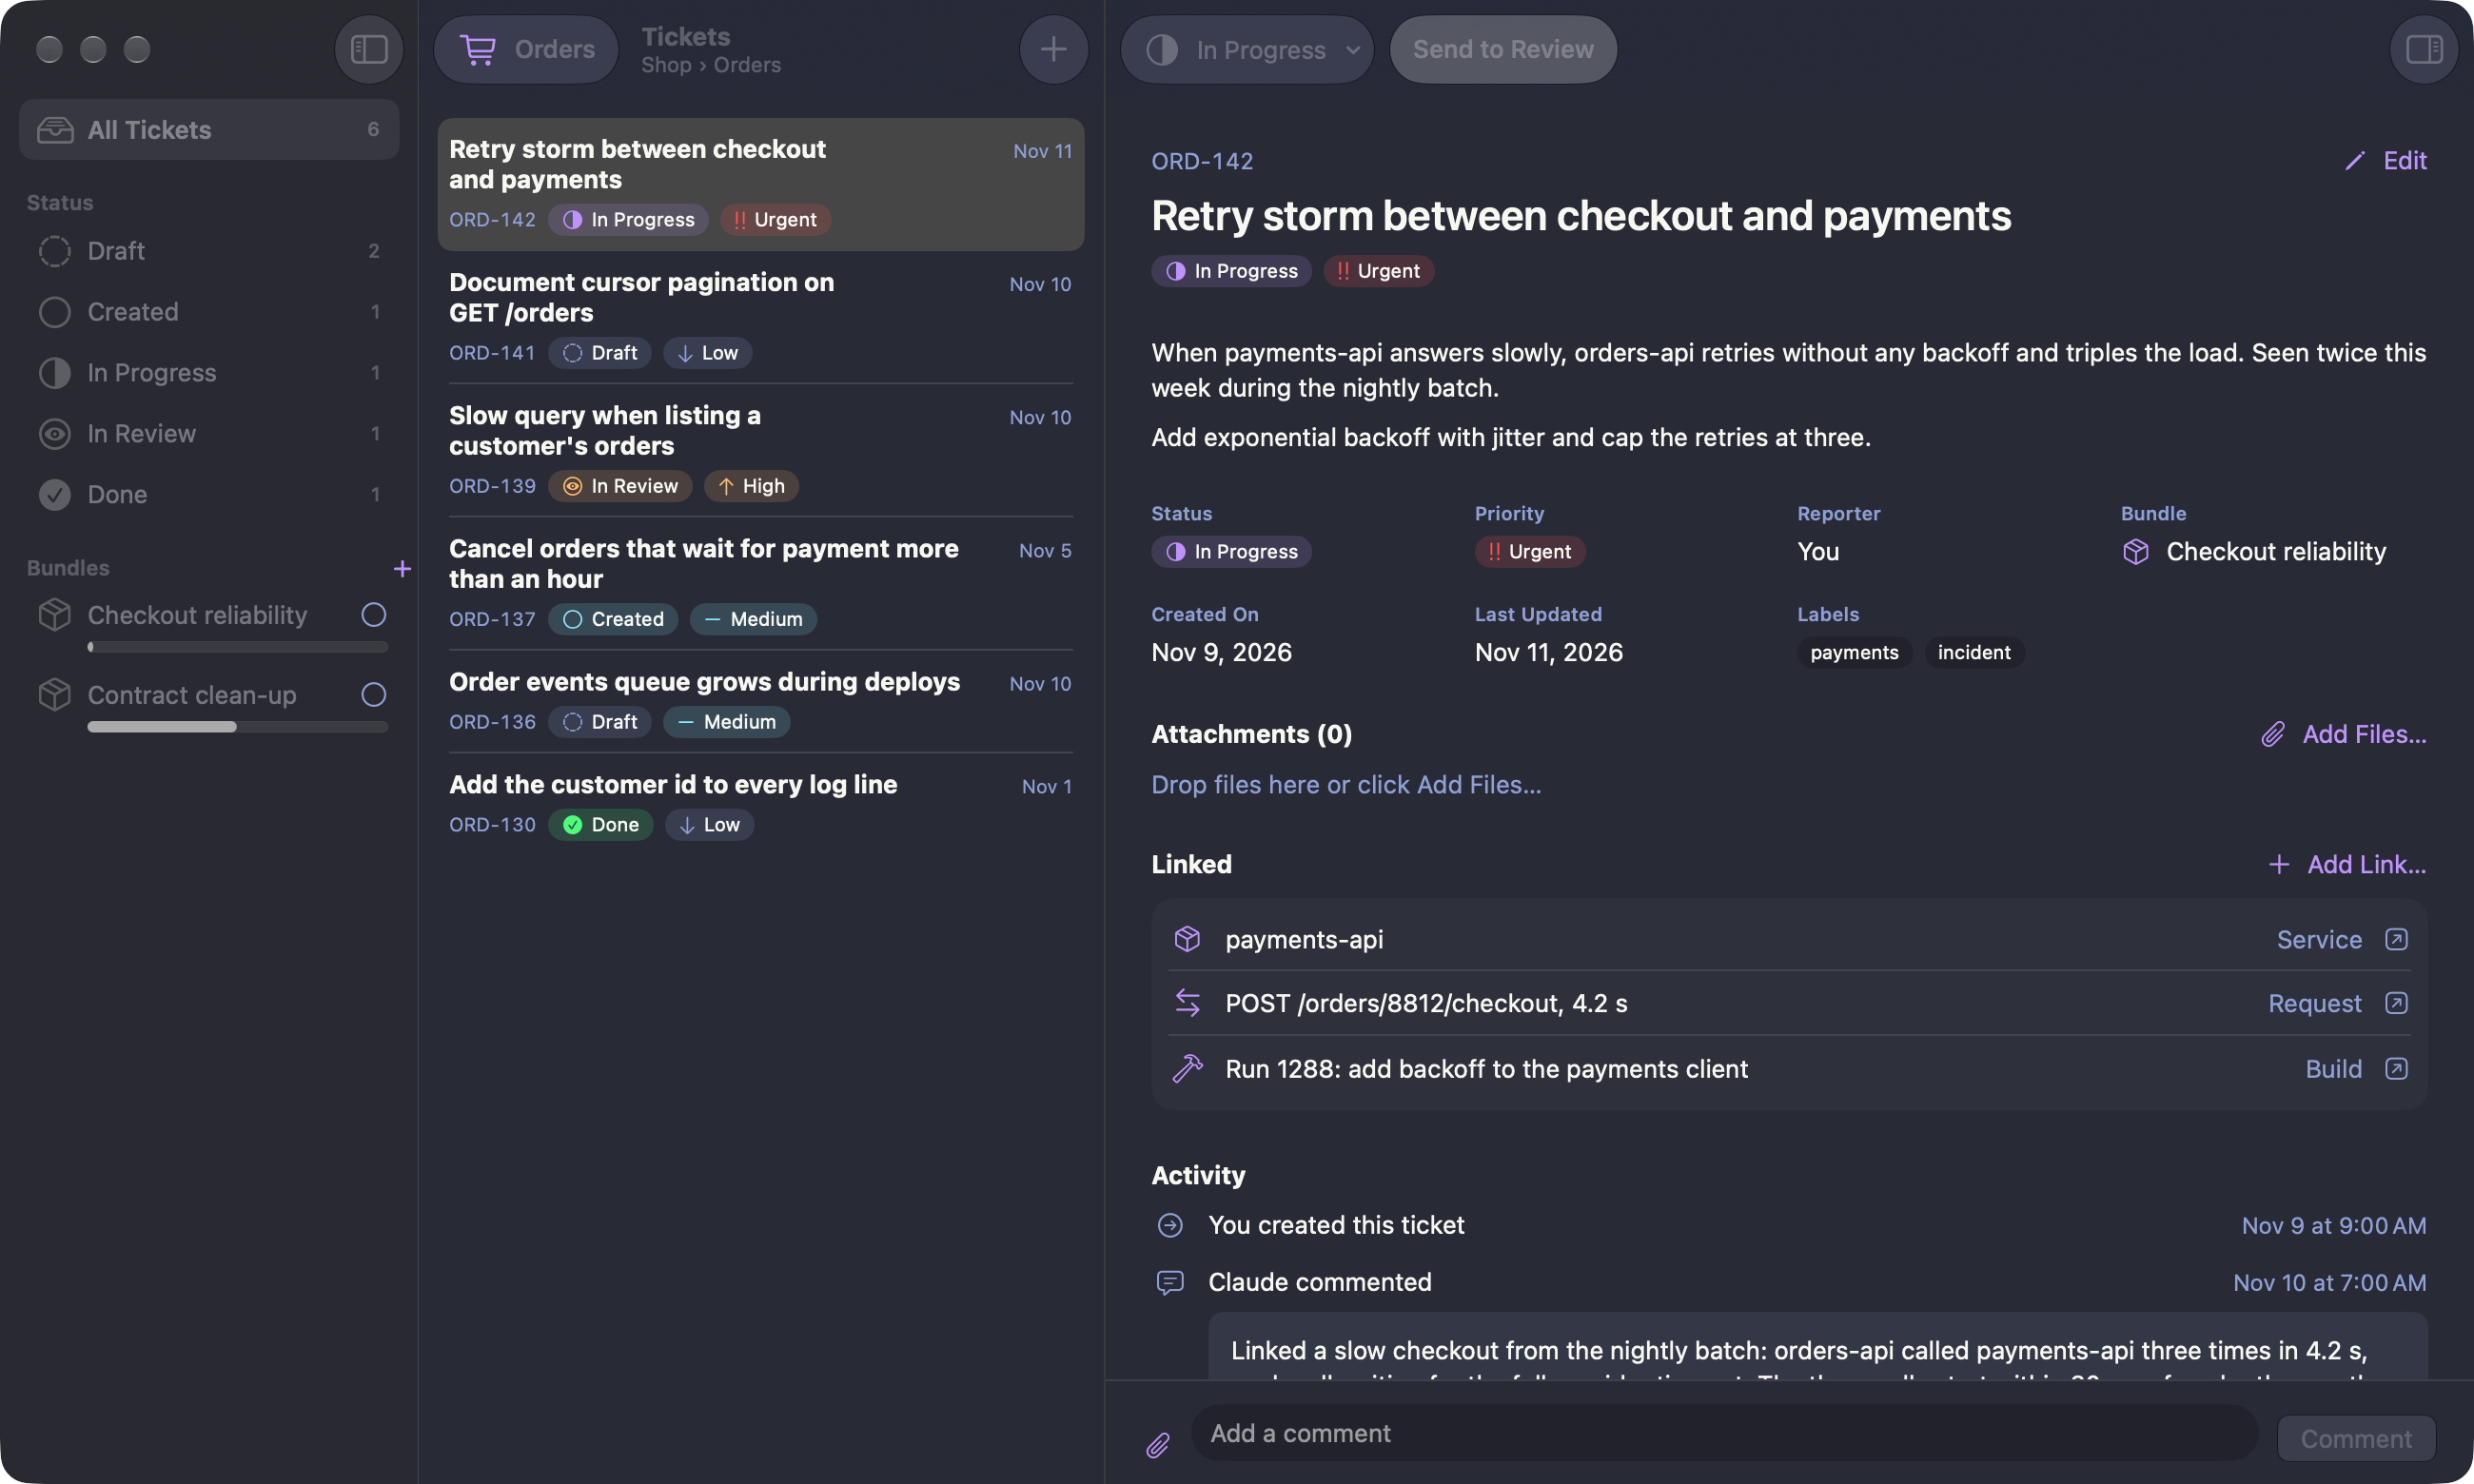 All Tickets 6
Status
Draft 2
Created 1
In Progress 1
In Review 1
Done 1
Bundles
Checkout reliability
Contract clean-up
Orders
Tickets
Shop › Orders
Retry storm between checkout
and payments
Nov 11
ORD-142 In Progress !! Urgent
Document cursor pagination on
GET /orders
Nov 10
ORD-141 Draft Low
Slow query when listing a
customer's orders
Nov 10
ORD-139 In Review High
Cancel orders that wait for payment more
than an hour
Nov 5
ORD-137 Created Medium
Order events queue grows during deploys
Nov 10
ORD-136 Draft Medium
Add the customer id to every log line
Nov 1
ORD-130 Done Low
In Progress
Send to Review
ORD-142
Edit
Retry storm between checkout and payments
In Progress !! Urgent
When payments-api answers slowly, orders-api retries without any backoff and triples the load. Seen twice this
week during the nightly batch.
Add exponential backoff with jitter and cap the retries at three.
Status Priority Reporter Bundle
In Progress !! Urgent You Checkout reliability
Created On Last Updated Labels
Nov 9, 2026 Nov 11, 2026 payments incident
Attachments (0) Add Files...
Drop files here or click Add Files...
Linked Add Link...
payments-api Service
POST /orders/8812/checkout, 4.2 s Request
Run 1288: add backoff to the payments client Build
Activity
You created this ticket Nov 9 at 9:00 AM
Claude commented Nov 10 at 7:00 AM
Linked a slow checkout from the nightly batch: orders-api called payments-api three times in 4.2 s,
Add a comment
Comment